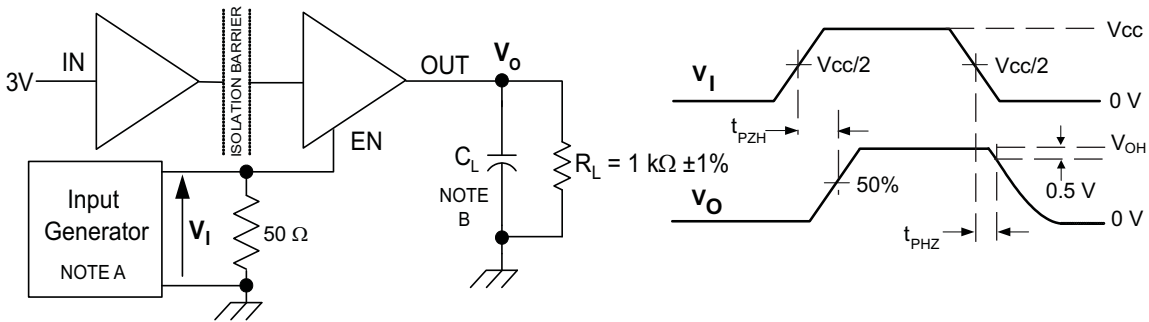 3V
IN
ISOLATION BARRIER
OUT
Vo
EN
Input
Generator
NOTE A
VI
50 Ω
CL
NOTE
B
RL = 1 kΩ ±1%
Vcc
Vcc/2
Vcc/2
VI
0 V
tPZH
VOH
0.5 V
50%
VO
0 V
tPHZ